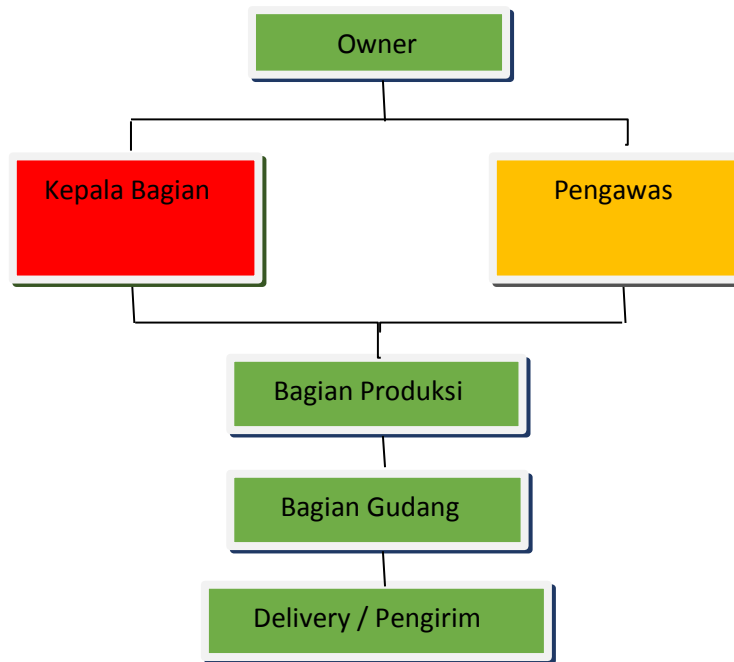 Owner
Kepala Bagian
Pengawas
Bagian Produksi
Bagian Gudang
Delivery / Pengirim